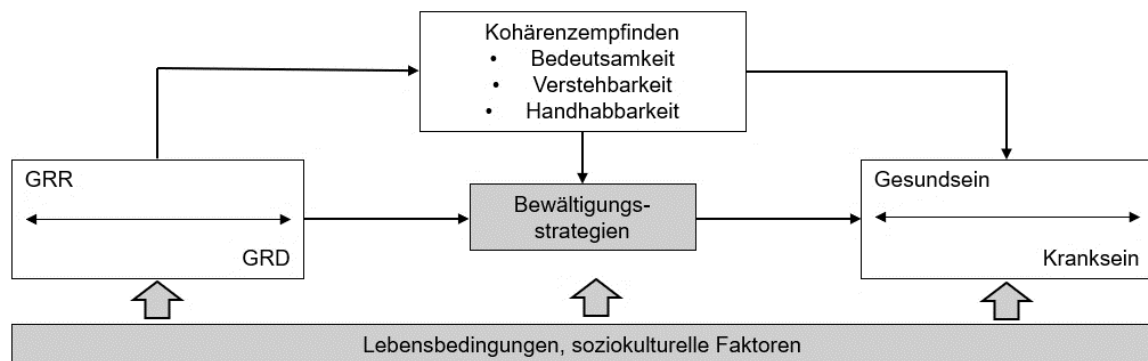 Kohärenzempfinden
• Bedeutsamkeit
• Verstehbarkeit
• Handhabbarkeit
GRR
GRD
Bewältigungs-
strategien
Gesundsein
Kranksein
Lebensbedingungen, soziokulturelle Faktoren